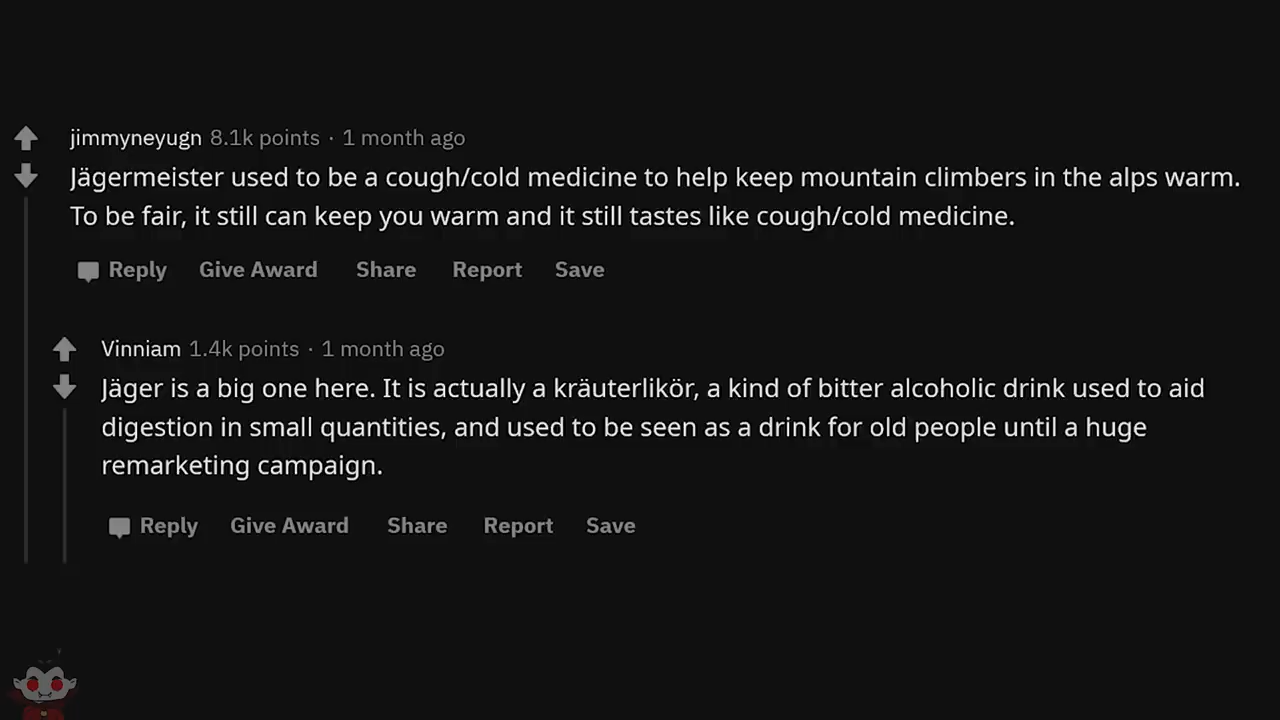 jimmyneyugn 8.1k points · 1 month ago
Jägermeister used to be a cough/cold medicine to help keep mountain climbers in the alps warm.
To be fair, it still can keep you warm and it still tastes like cough/cold medicine.
Reply Give Award Share Report Save
Vinniam 1.4k points · 1 month ago
Jäger is a big one here. It is actually a kräuterlikör, a kind of bitter alcoholic drink used to aid
digestion in small quantities, and used to be seen as a drink for old people until a huge
remarketing campaign.
Reply Give Award Share Report Save